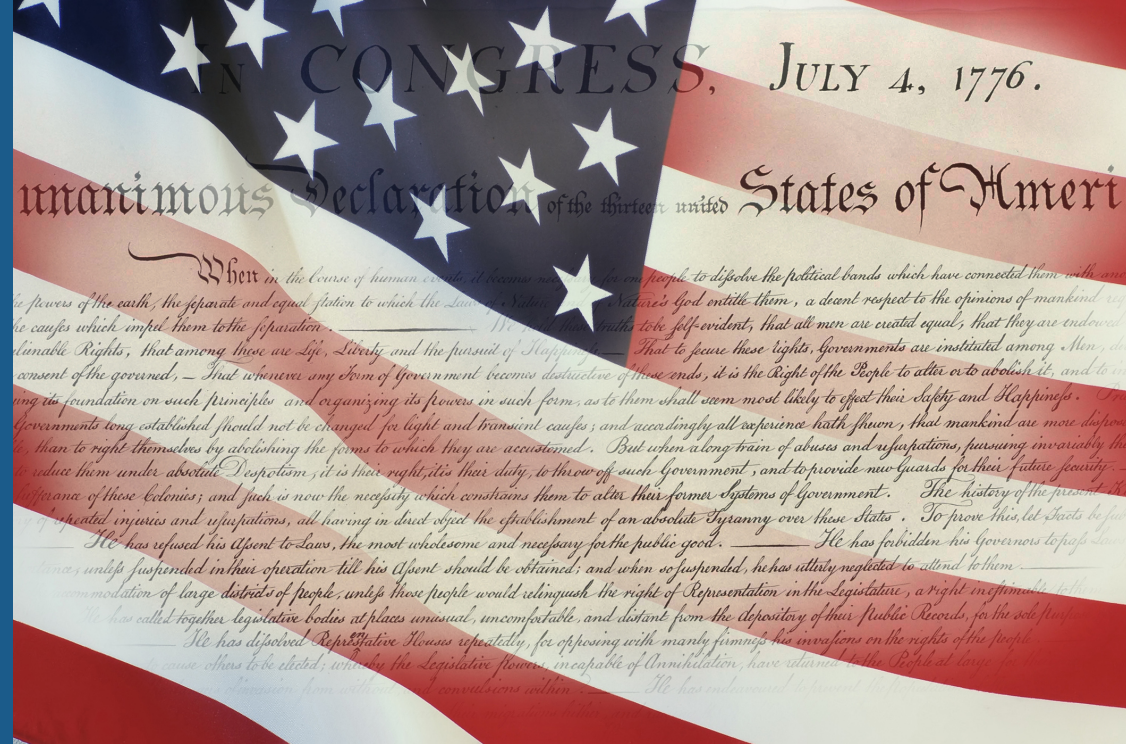 IN CONGRESS, JULY 4, 1776.
unanimous Declaration of the thirteen united States of Ameri
When in the Course of human events, it becomes for one people to dissolve the political bands which have connected them with
the powers of the earth, the separate and equal station to which the Laws of Nature Nature's God entitle them, a decent respect to the opinions of mankind
causes which impel them to the separation. We hold these truths to be self-evident, that all men are created equal, that they are endowed
Rights, that among these are Life, Liberty and the pursuit of Happiness — That to secure these rights, Governments are instituted among Men,
consent of the governed, — That whenever any Form of Government becomes destructive of these ends, it is the Right of the People to alter or to abolish it, and to
its foundation on such principles and organizing its powers in such form, as to them shall seem most likely to effect their Safety and Happiness.
Governments long established should not be changed for light and transient causes; and accordingly all experience hath shewn, that mankind are more
than to right themselves by abolishing the forms to which they are accustomed. But when a long train of abuses and usurpations, pursuing invariably
to reduce them under absolute Despotism, it is their right, it is their duty, to throw off such Government, and to provide new Guards for their future security. —
of these Colonies; and such is now the necessity which constrains them to alter their former Systems of Government. The history of the present
repeated injuries and usurpations, all having in direct object the establishment of an absolute Tyranny over these States. To prove this, let Facts be
He has refused his Assent to Laws, the most wholesome and necessary for the public good. —— He has forbidden his Governors to pass Laws
unless suspended in their operation till his Assent should be obtained; and when so suspended, he has utterly neglected to attend to them
of large districts of people, unless those people would relinquish the right of Representation in the Legislature, a right inestimable to
He has called together legislative bodies at places unusual, uncomfortable, and distant from the depository of their Public Records, for the sole
He has dissolved Representative Houses repeatedly, for opposing with manly firmness his invasions on the rights of the people
cause others to be elected; whereby the Legislative Powers, incapable of Annihilation, have returned to the People at large for
invasion from without, and convulsions within. —— He has endeavoured to prevent the